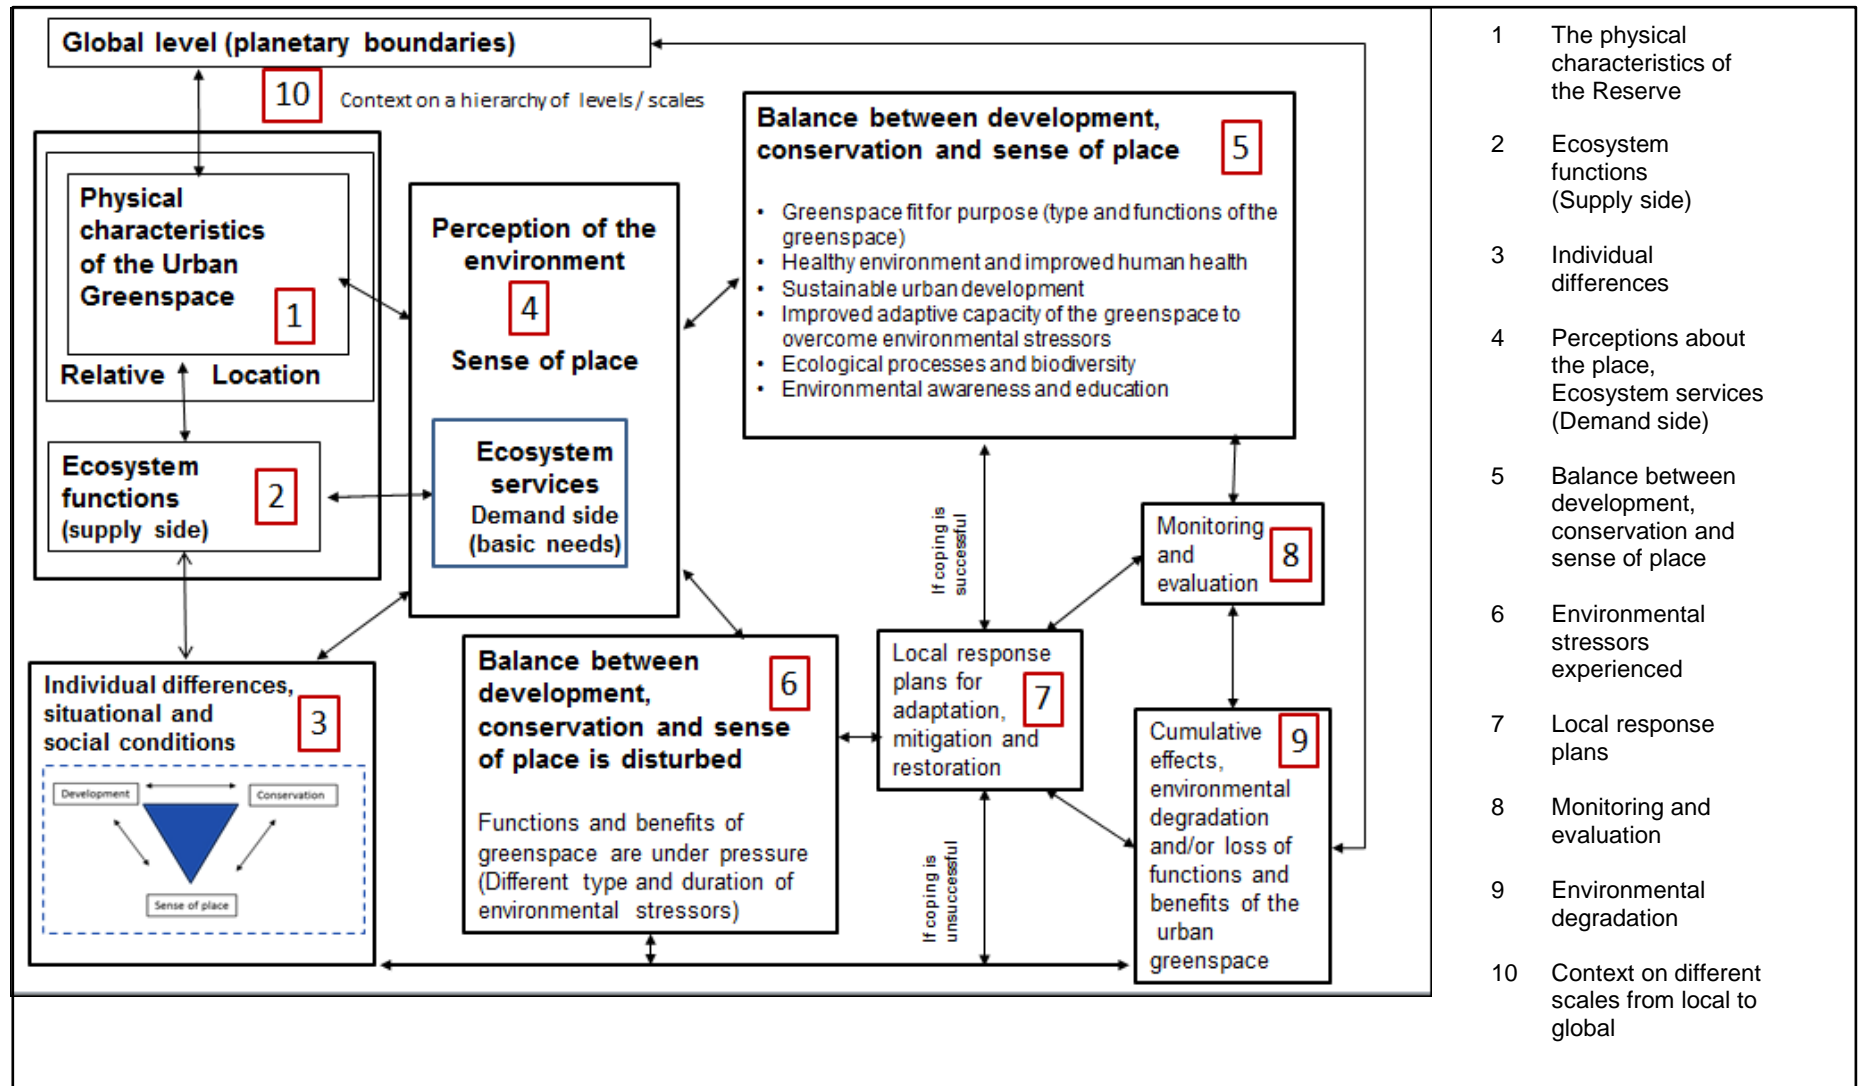 Global level (planetary boundaries)
10
Context on a hierarchy of levels / scales
Physical
characteristics
of the Urban
Greenspace
1
Relative Location
Ecosystem
functions
(supply side)
2
Individual differences,
situational and
social conditions
3
Development
Conservation
Sense of place
Perception of the
environment
4
Sense of place
Ecosystem
services
Demand side
(basic needs)
Balance between development,
conservation and sense of place
5
• Greenspace fit for purpose (type and functions of the
greenspace)
• Healthy environment and improved human health
• Sustainable urban development
• Improved adaptive capacity of the greenspace to
overcome environmental stressors
• Ecological processes and biodiversity
• Environmental awareness and education
Balance between
development,
conservation and sense
of place is disturbed
6
Functions and benefits of
greenspace are under pressure
(Different type and duration of
environmental stressors)
If coping is
successful
Local response
plans for
adaptation,
mitigation and
restoration
7
If coping is
unsuccessful
Monitoring
and
evaluation
8
Cumulative
effects,
environmental
degradation
and/or loss of
functions and
benefits of the
urban
greenspace
9
1 The physical
characteristics of
the Reserve
2 Ecosystem
functions
(Supply side)
3 Individual
differences
4 Perceptions about
the place,
Ecosystem services
(Demand side)
5 Balance between
development,
conservation and
sense of place
6 Environmental
stressors
experienced
7 Local response
plans
8 Monitoring and
evaluation
9 Environmental
degradation
10 Context on different
scales from local to
global